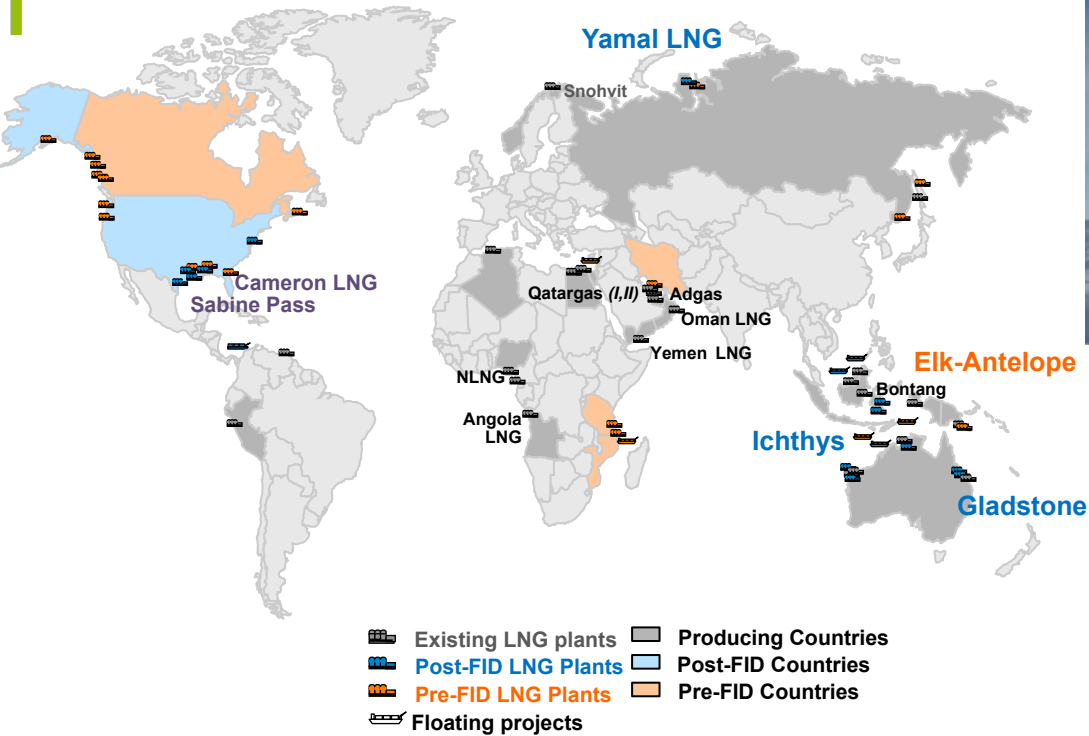 Yamal LNG
Snohvit
Cameron LNG
Sabine Pass
Qatargas (I,II)
Adgas
Oman LNG
Yemen LNG
NLNG
Angola
LNG
Elk-Antelope
Bontang
Ichthys
Gladstone
Existing LNG plants
Producing Countries
Post-FID LNG Plants
Post-FID Countries
Pre-FID LNG Plants
Pre-FID Countries
Floating projects